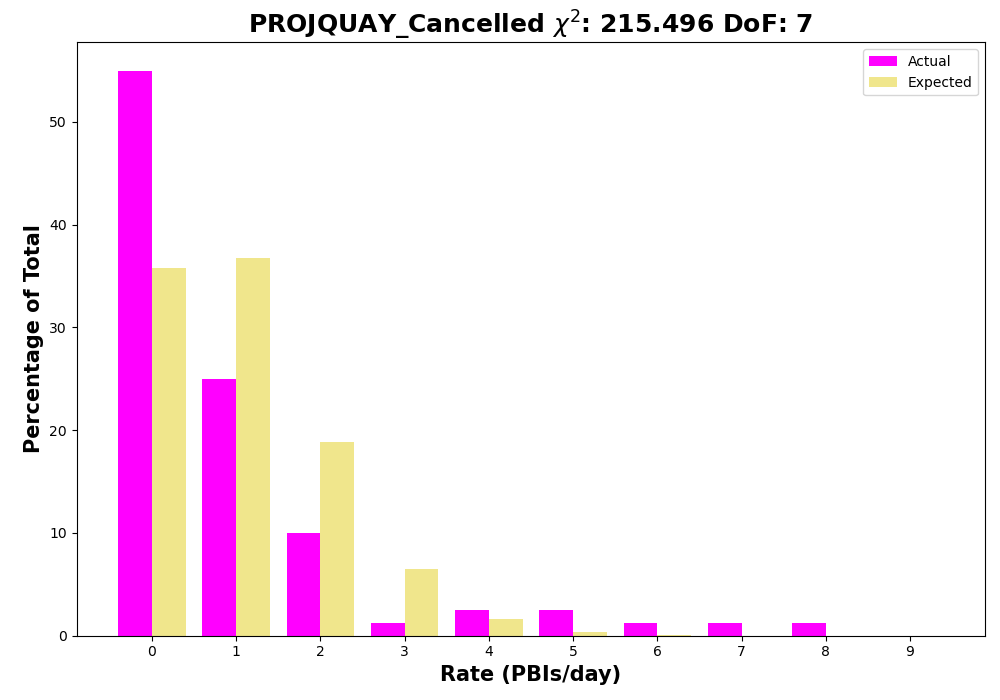 PROJQUAY_Cancelled χ²: 215.496 DoF: 7
Actual
Expected
Percentage of Total
50
40
30
20
10
0
0 1 2 3 4 5 6 7 8 9
Rate (PBIs/day)